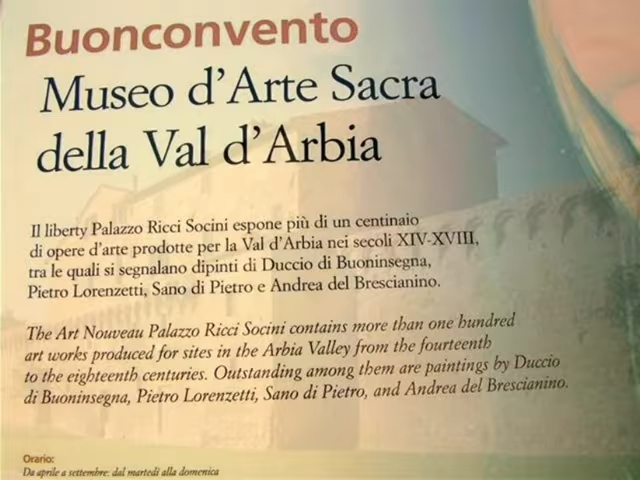 Buonconvento
Museo d'Arte Sacra
della Val d'Arbia
Il liberty Palazzo Ricci Socini espone più di un centinaio
di opere d'arte prodotte per la Val d'Arbia nei secoli XIV-XVIII,
tra le quali si segnalano dipinti di Duccio di Buoninsegna,
Pietro Lorenzetti, Sano di Pietro e Andrea del Brescianino.
The Art Nouveau Palazzo Ricci Socini contains more than one hundred
art works produced for sites in the Arbia Valley from the fourteenth
to the eighteenth centuries. Outstanding among them are paintings by Duccio
di Buoninsegna, Pietro Lorenzetti, Sano di Pietro, and Andrea del Brescianino.
Orario:
Da aprile a settembre: dal martedì alla domenica